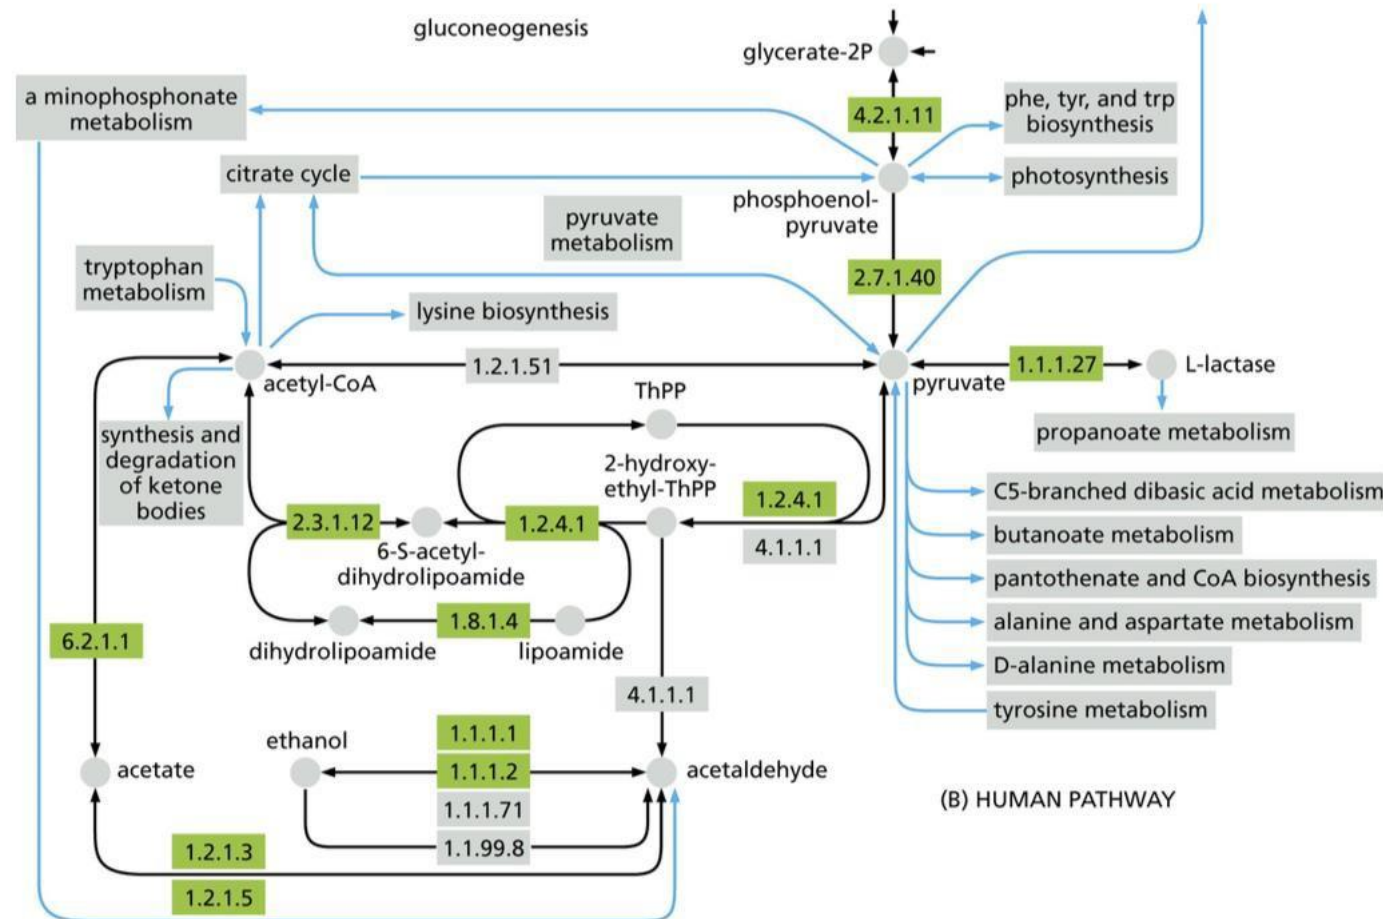 gluconeogenesis
glycerate-2P
a minophosphonate
metabolism
4.2.1.11
phe, tyr, and trp
biosynthesis
citrate cycle
photosynthesis
phosphoenol-
pyruvate
pyruvate
metabolism
tryptophan
metabolism
2.7.1.40
lysine biosynthesis
1.2.1.51
acetyl-CoA
pyruvate
1.1.1.27
L-lactase
ThPP
propanoate metabolism
synthesis and
degradation
of ketone
bodies
2-hydroxy-
ethyl-ThPP
1.2.4.1
C5-branched dibasic acid metabolism
2.3.1.12
1.2.4.1
4.1.1.1
butanoate metabolism
6-S-acetyl-
dihydrolipoamide
pantothenate and CoA biosynthesis
1.8.1.4
alanine and aspartate metabolism
6.2.1.1
dihydrolipoamide
lipoamide
D-alanine metabolism
4.1.1.1
tyrosine metabolism
ethanol
1.1.1.1
acetate
1.1.1.2
acetaldehyde
1.1.1.71
(B) HUMAN PATHWAY
1.1.99.8
1.2.1.3
1.2.1.5